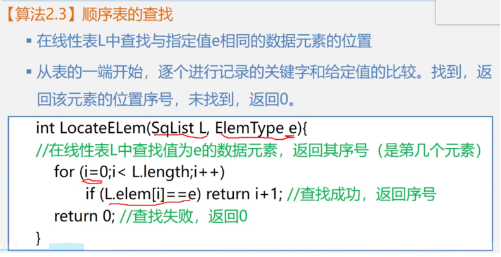 【算法2.3】顺序表的查找
▪ 在线性表L中查找与指定值e相同的数据元素的位置
▪ 从表的一端开始，逐个进行记录的关键字和给定值的比较。找到，返
回该元素的位置序号，未找到，返回0。
int LocateELem(SqList L, ElemType e){
//在线性表L中查找值为e的数据元素，返回其序号（是第几个元素）
for (i=0;i< L.length;i++)
if (L.elem[i]==e) return i+1; //查找成功，返回序号
return 0; //查找失败，返回0
}